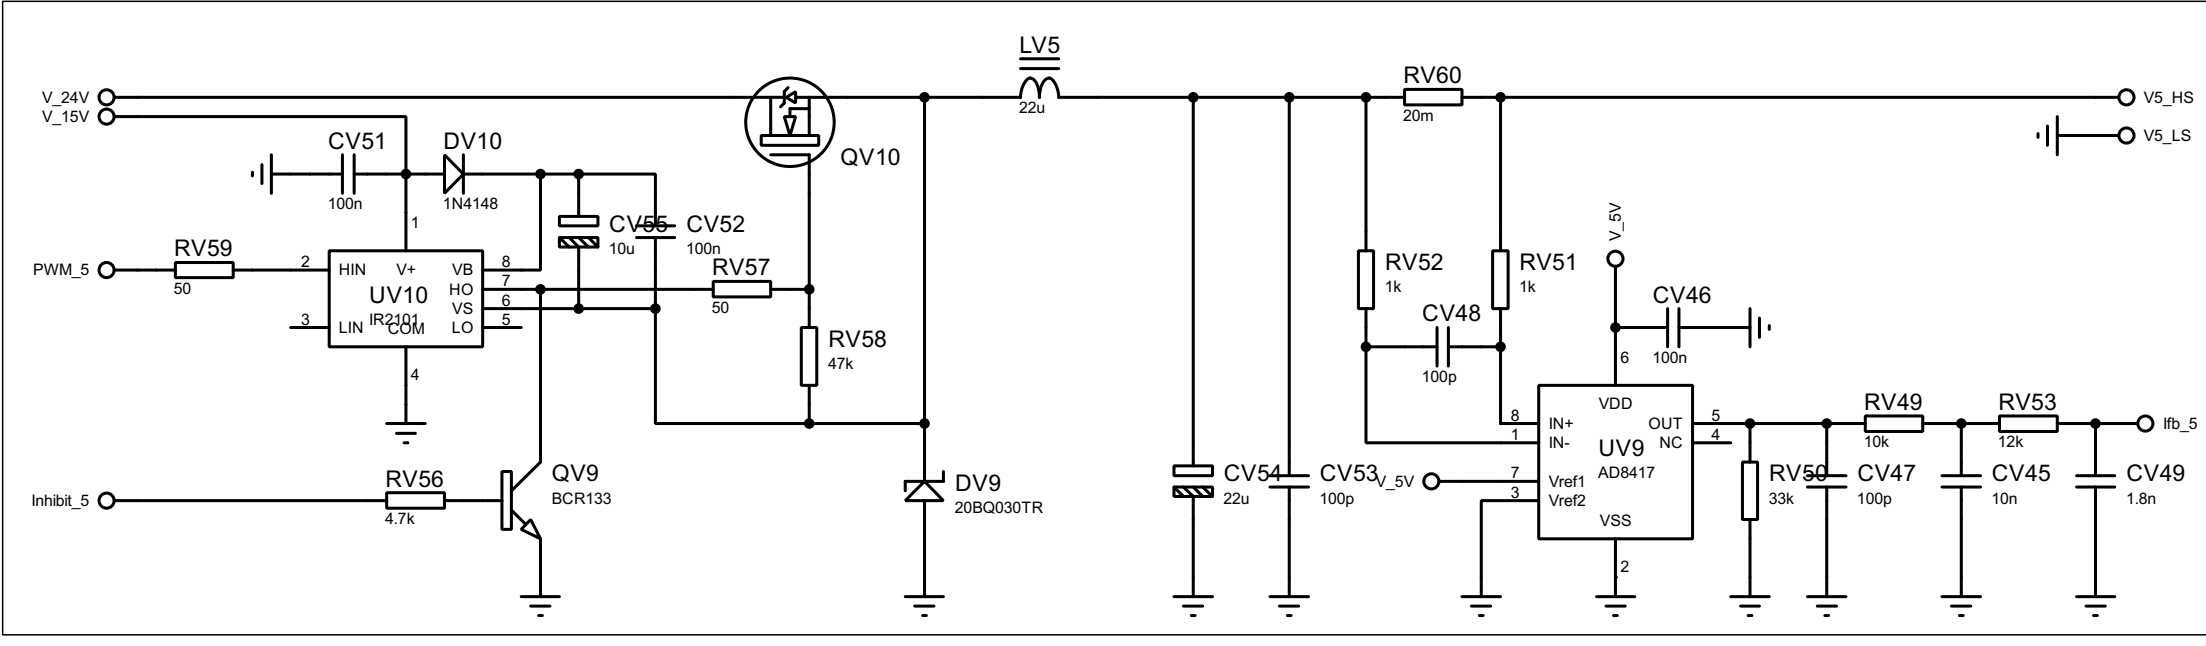 LV5
22u
RV60
20m
V_24V
V_15V
V5_HS
V5_LS
CV51
100n
DV10
1N4148
QV10
1
CV55
10u
CV52
100n
V_5V
RV59
50
PWM_5
2
HIN
V+
VB
8
HO
7
VS
6
LO
5
UV10
IR2101
COM
3
LIN
4
RV57
50
RV58
47k
RV52
1k
RV51
1k
CV48
100p
CV46
100n
6
VDD
8
IN+
1
IN-
OUT
5
NC
4
UV9
AD8417
7
Vref1
3
Vref2
VSS
2
V_5V
RV49
10k
RV53
12k
Ifb_5
Inhibit_5
RV56
4.7k
QV9
BCR133
DV9
20BQ030TR
CV54
22u
CV53
100p
RV50
33k
CV47
100p
CV45
10n
CV49
1.8n